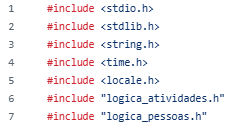 1 #include <stdio.h>
2 #include <stdlib.h>
3 #include <string.h>
4 #include <time.h>
5 #include <locale.h>
6 #include "logica_atividades.h"
7 #include "logica_pessoas.h"